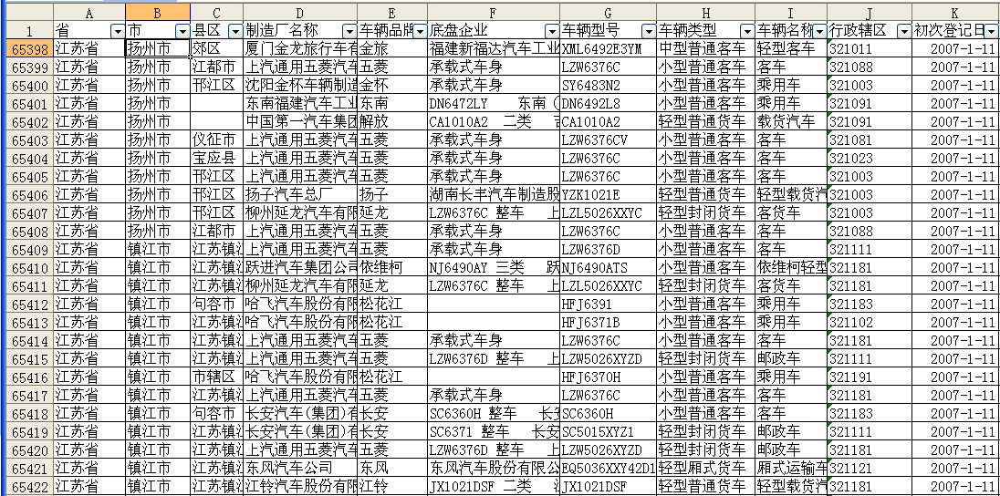 A B C D E F G H I J K
1 省 市 县区 制造厂名称 车辆品牌 底盘企业 车辆型号 车辆类型 车辆名称 行政辖区 初次登记日
65398 江苏省 扬州市 郊区 厦门金龙旅行车有 金旅 福建新福达汽车工业 XML6492E3YM 中型普通客车 轻型客车 321011 2007-1-11
65399 江苏省 扬州市 江都市 上汽通用五菱汽车 五菱 承载式车身 LZW6376C 小型普通客车 客车 321088 2007-1-11
65400 江苏省 扬州市 邗江区 沈阳金杯车辆制造 金杯 承载式车身 SY6483N2 小型普通客车 乘用车 321003 2007-1-11
65401 江苏省 扬州市 东南福建汽车工业 东南 DN6472LY 东南( DN6492L8 小型普通客车 乘用车 321091 2007-1-11
65402 江苏省 扬州市 中国第一汽车集团 解放 CA1010A2 二类 CA1010A2 轻型普通货车 载货汽车 321091 2007-1-11
65403 江苏省 扬州市 仪征市 上汽通用五菱汽车 五菱 承载式车身 LZW6376CV 小型普通客车 客车 321081 2007-1-11
65404 江苏省 扬州市 宝应县 上汽通用五菱汽车 五菱 承载式车身 LZW6376C 小型普通客车 客车 321023 2007-1-11
65405 江苏省 扬州市 邗江区 上汽通用五菱汽车 五菱 承载式车身 LZW6376C 小型普通客车 客车 321003 2007-1-11
65406 江苏省 扬州市 邗江区 扬子汽车总厂 扬子 湖南长丰汽车制造股 YZK1021E 轻型普通货车 轻型载货汽 321003 2007-1-11
65407 江苏省 扬州市 邗江区 柳州延龙汽车有限 延龙 LZW6376C 整车 上 LZL5026XXYC 轻型封闭货车 客货车 321003 2007-1-11
65408 江苏省 扬州市 江都市 上汽通用五菱汽车 五菱 承载式车身 LZW6376C 小型普通客车 客车 321088 2007-1-11
65409 江苏省 镇江市 江苏镇江 上汽通用五菱汽车 五菱 承载式车身 LZW6376D 小型普通客车 客车 321111 2007-1-11
65410 江苏省 镇江市 江苏镇江 跃进汽车集团公司 依维柯 NJ6490AY 三类 跃 NJ6490ATS 小型普通客车 依维柯轻型 321181 2007-1-11
65411 江苏省 镇江市 江苏镇江 柳州延龙汽车有限 延龙 LZW6376C 整车 上 LZL5026XXYC 轻型封闭货车 客货车 321181 2007-1-11
65412 江苏省 镇江市 句容市 哈飞汽车股份有限 松花江 HFJ6391 小型普通客车 乘用车 321183 2007-1-11
65413 江苏省 镇江市 江苏镇江 哈飞汽车股份有限 松花江 HFJ6371B 小型普通客车 乘用车 321102 2007-1-11
65414 江苏省 镇江市 江苏镇江 上汽通用五菱汽车 五菱 承载式车身 LZW6376C 小型普通客车 客车 321181 2007-1-11
65415 江苏省 镇江市 江苏镇江 上汽通用五菱汽车 五菱 LZW6376D 整车 上 LZW5026XYZD 轻型封闭货车 邮政车 321111 2007-1-11
65416 江苏省 镇江市 市辖区 哈飞汽车股份有限 松花江 HFJ6370H 小型普通客车 乘用车 321191 2007-1-11
65417 江苏省 镇江市 江苏镇江 上汽通用五菱汽车 五菱 承载式车身 LZW6376C 小型普通客车 客车 321181 2007-1-11
65418 江苏省 镇江市 句容市 长安汽车(集团)有 长安 SC6360H 整车 长安 SC6360H 小型普通客车 客车 321183 2007-1-11
65419 江苏省 镇江市 江苏镇江 长安汽车(集团)有 长安 SC6371 整车 长安 SC5015XYZ1 轻型封闭货车 邮政车 321111 2007-1-11
65420 江苏省 镇江市 江苏镇江 上汽通用五菱汽车 五菱 LZW6376D 整车 上 LZW5026XYZD 轻型封闭货车 邮政车 321181 2007-1-11
65421 江苏省 镇江市 江苏镇江 东风汽车公司 东风 东风汽车股份有限公 EQ5036XXY42D1 轻型厢式货车 厢式运输车 321121 2007-1-11
65422 江苏省 镇江市 江苏镇江 江铃汽车股份有限 江铃 JX1021DSF 二类 JX1021DSF 轻型普通货车 轻型载货汽 321181 2007-1-11